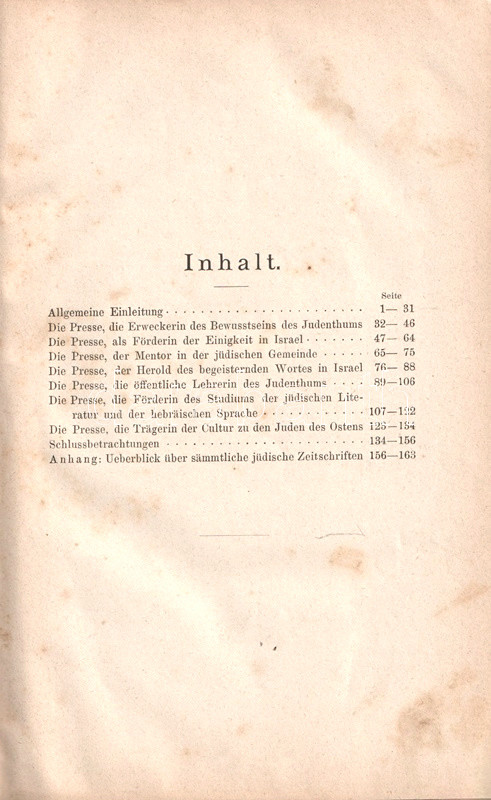 Inhalt.
Seite
Allgemeine Einleitung 1— 31
Die Presse, die Erweckerin des Bewusstseins des Judenthums 32— 46
Die Presse, als Förderin der Einigkeit in Israel 47— 64
Die Presse, der Mentor in der jüdischen Gemeinde 65— 75
Die Presse, der Herold des begeisternden Wortes in Israel 76— 88
Die Presse, die öffentliche Lehrerin des Judenthums 89—106
Die Presse, die Förderin des Studiums der jüdischen Lite-
ratur und der hebräischen Sprache 107—122
Die Presse, die Trägerin der Cultur zu den Juden des Ostens 123—134
Schlussbetrachtungen 134—156
Anhang: Ueberblick über sämmtliche jüdische Zeitschriften 156—163